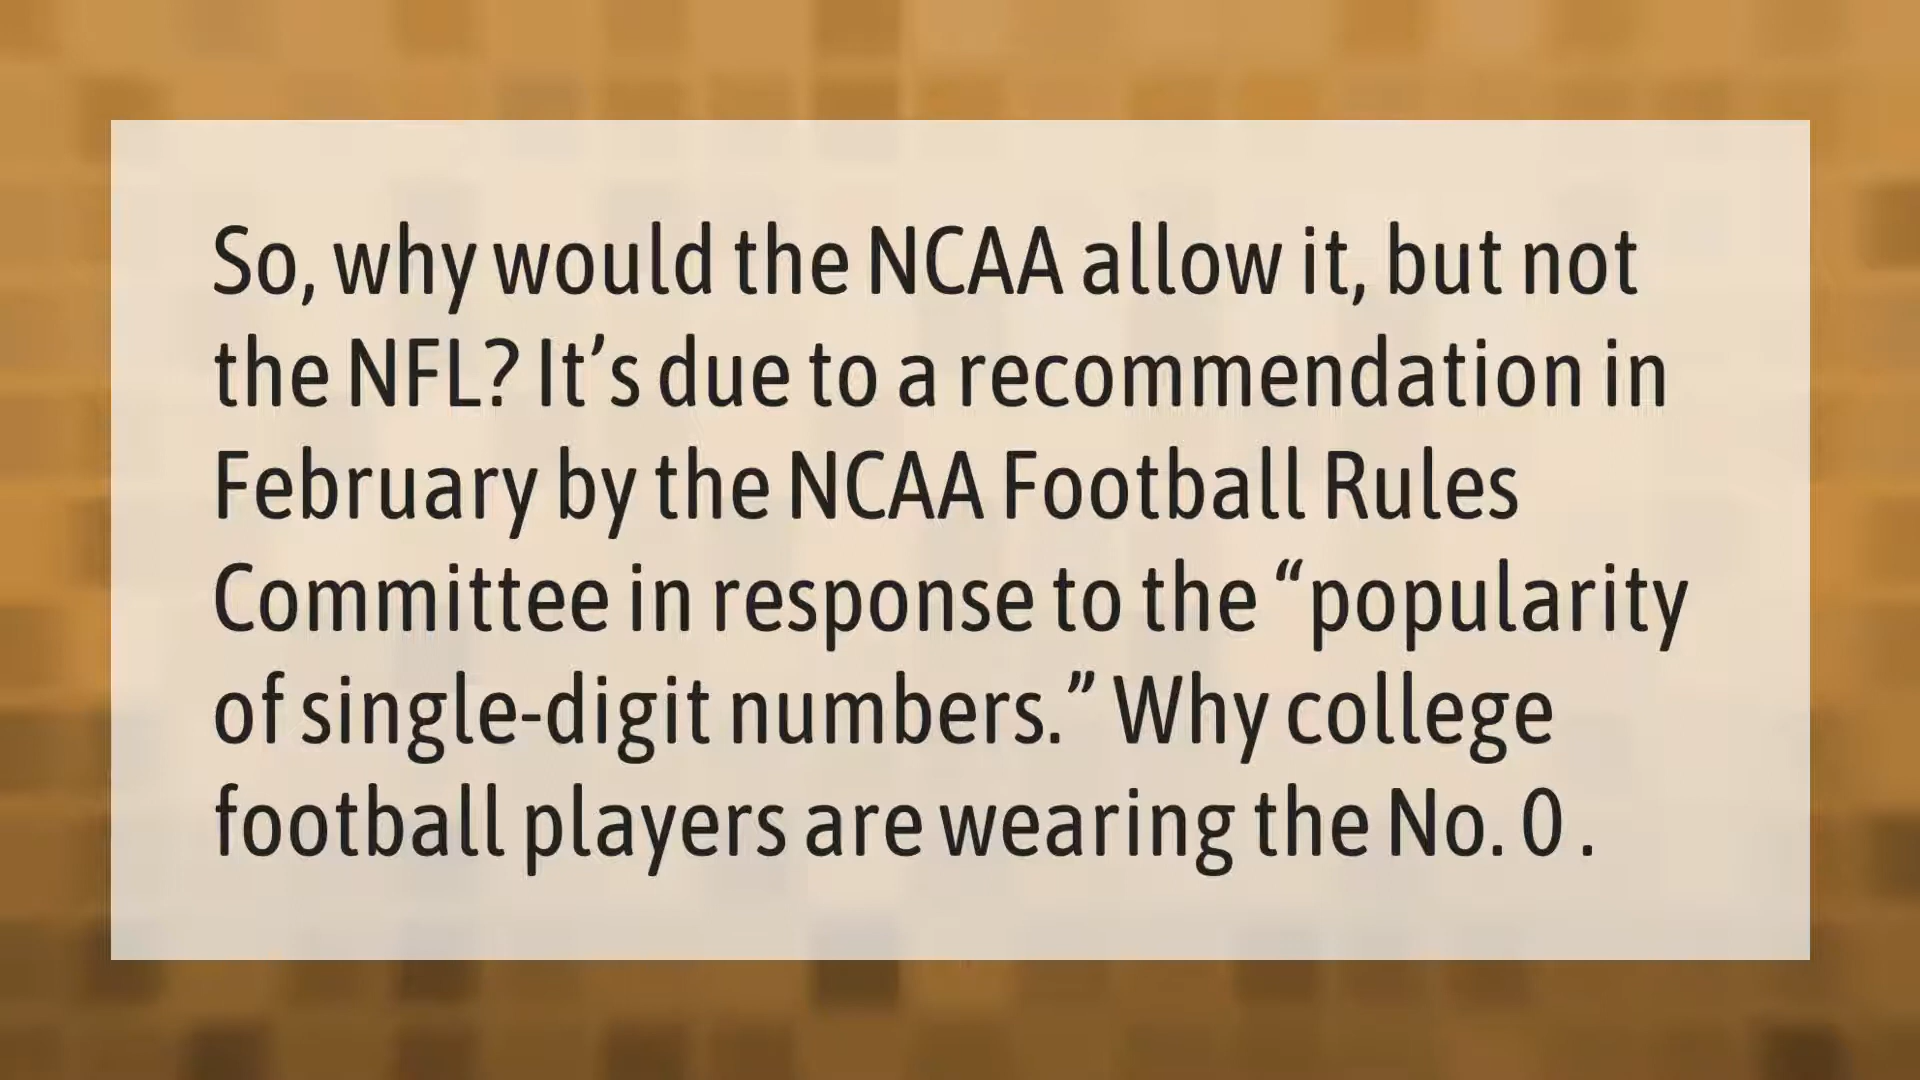 So, why would the NCAA allow it, but not
the NFL? It’s due to a recommendation in
February by the NCAA Football Rules
Committee in response to the “popularity
of single-digit numbers.” Why college
football players are wearing the No. 0 .